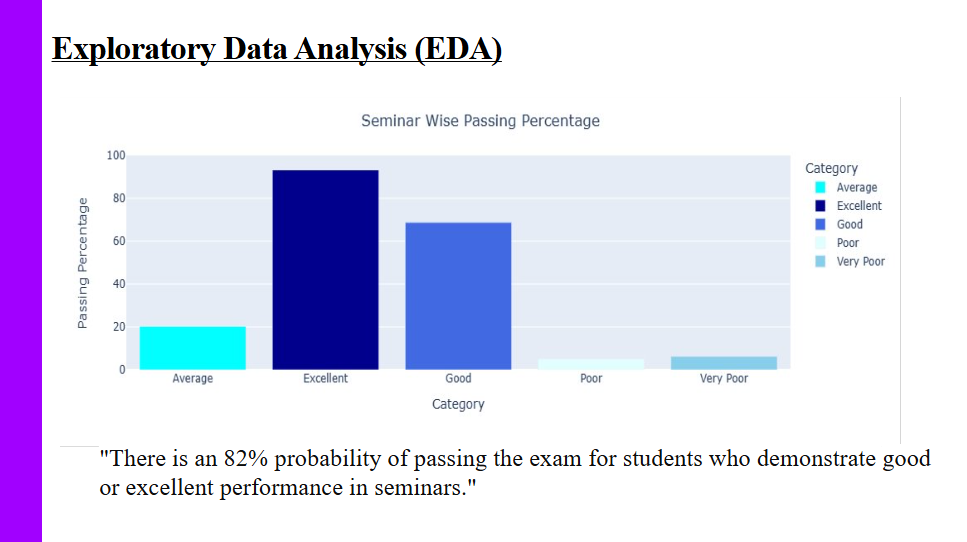 Exploratory Data Analysis (EDA)
Seminar Wise Passing Percentage
Passing Percentage
100
80
60
40
20
0
Average
Excellent
Good
Poor
Very Poor
Category
Category
Average
Excellent
Good
Poor
Very Poor
"There is an 82% probability of passing the exam for students who demonstrate good
or excellent performance in seminars."